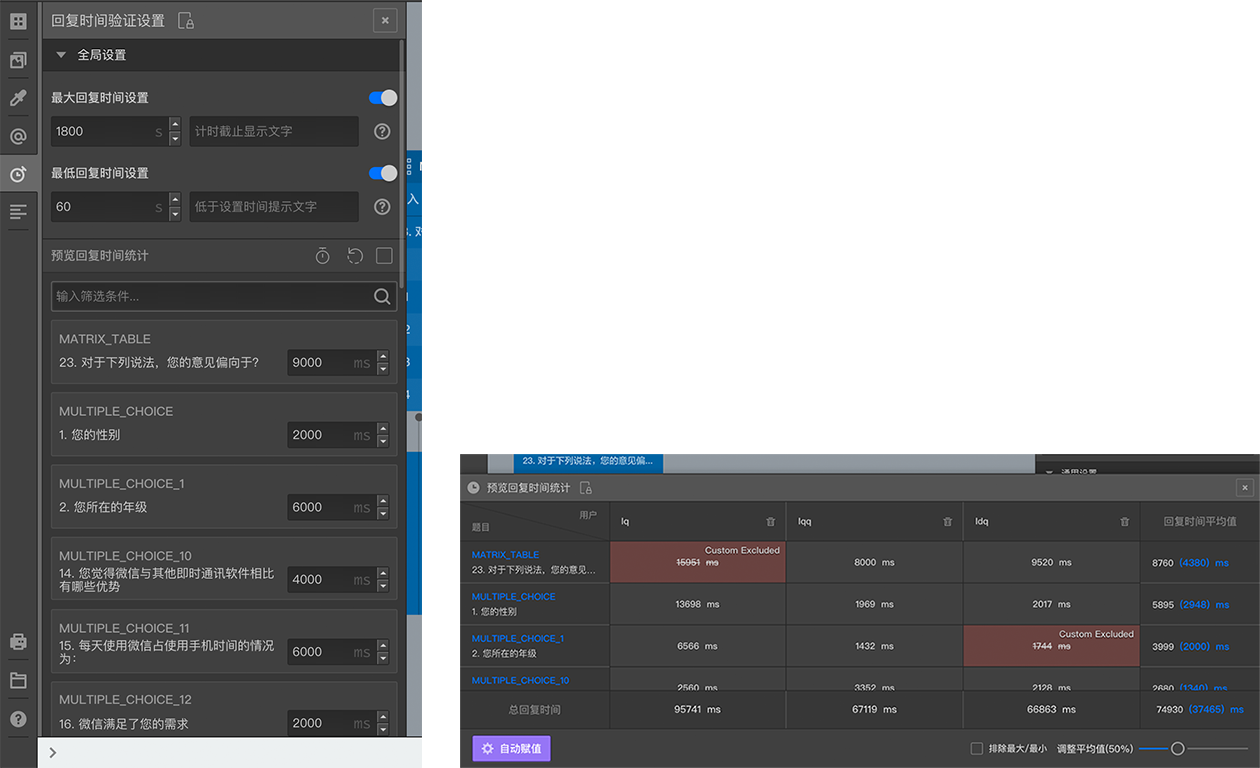 回复时间验证设置
全局设置
最大回复时间设置
1800 s 计时截止显示文字
最低回复时间设置
60 s 低于设置时间提示文字
预览回复时间统计
输入筛选条件...
MATRIX_TABLE
23. 对于下列说法，您的意见偏向于?
9000 ms
MULTIPLE_CHOICE
1. 您的性别
2000 ms
MULTIPLE_CHOICE_1
2. 您所在的年级
6000 ms
MULTIPLE_CHOICE_10
14. 您觉得微信与其他即时通讯软件相比
有哪些优势
4000 ms
MULTIPLE_CHOICE_11
15. 每天使用微信占使用手机时间的情况
为：
6000 ms
MULTIPLE_CHOICE_12
16. 微信满足了您的需求
2000 ms
入
3. 对
1
2
3
4
23. 对于下列说法，您的意见偏...
通用设置
预览回复时间统计
用户
题目
lq lqq ldq 回复时间平均值
MATRIX_TABLE
23. 对于下列说法，您的意见...
Custom Excluded
15951 ms 8000 ms 9520 ms 8760 (4380) ms
MULTIPLE_CHOICE
1. 您的性别
13698 ms 1969 ms 2017 ms 5895 (2948) ms
MULTIPLE_CHOICE_1
2. 您所在的年级
Custom Excluded
6566 ms 1432 ms 1744 ms 3999 (2000) ms
MULTIPLE_CHOICE_10
2560 ms 3352 ms 2128 ms 2680 (1340) ms
总回复时间 95741 ms 67119 ms 66863 ms 74930 (37465) ms
自动赋值
排除最大/最小 调整平均值(50%)